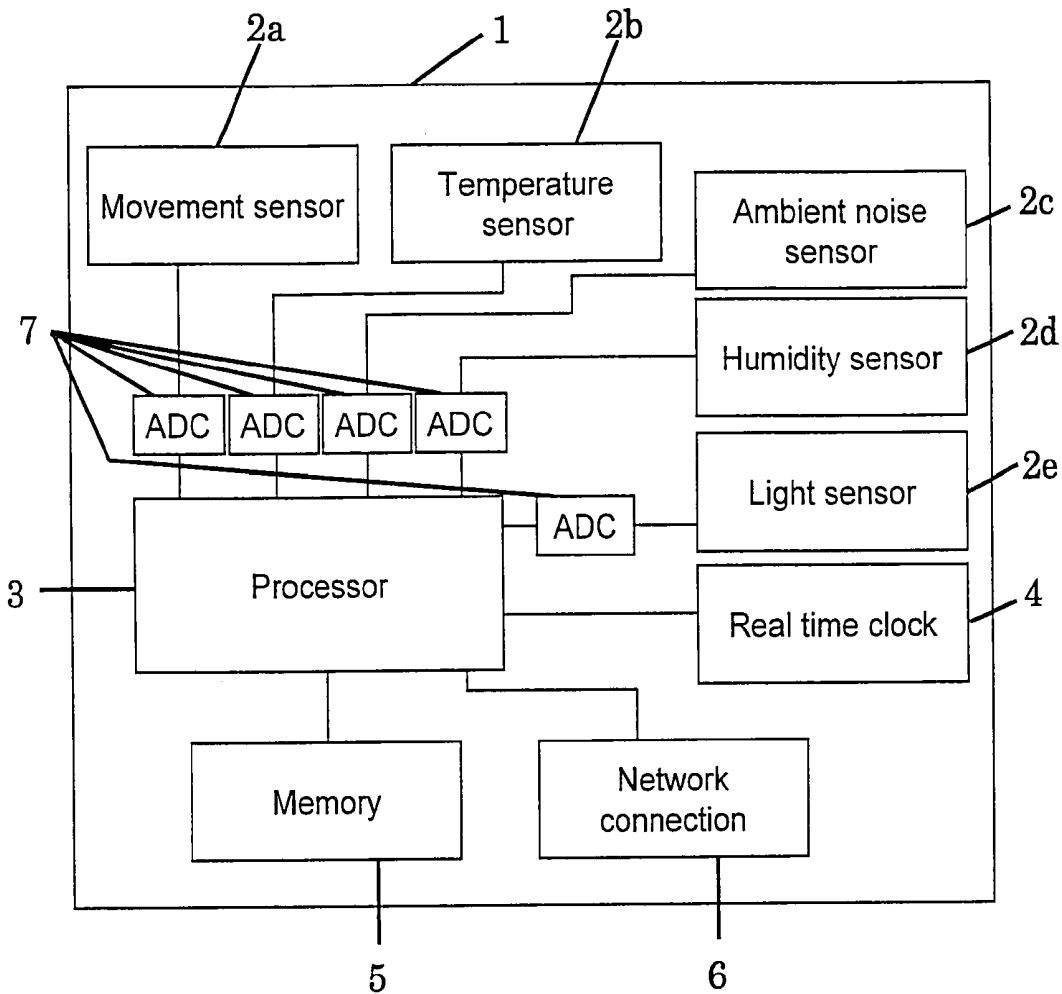 2a
1
2b
Movement sensor
Temperature
sensor
Ambient noise
sensor
2c
7
Humidity sensor
2d
ADC
ADC
ADC
ADC
Light sensor
2e
ADC
3
Processor
Real time clock
4
Memory
Network
connection
5
6